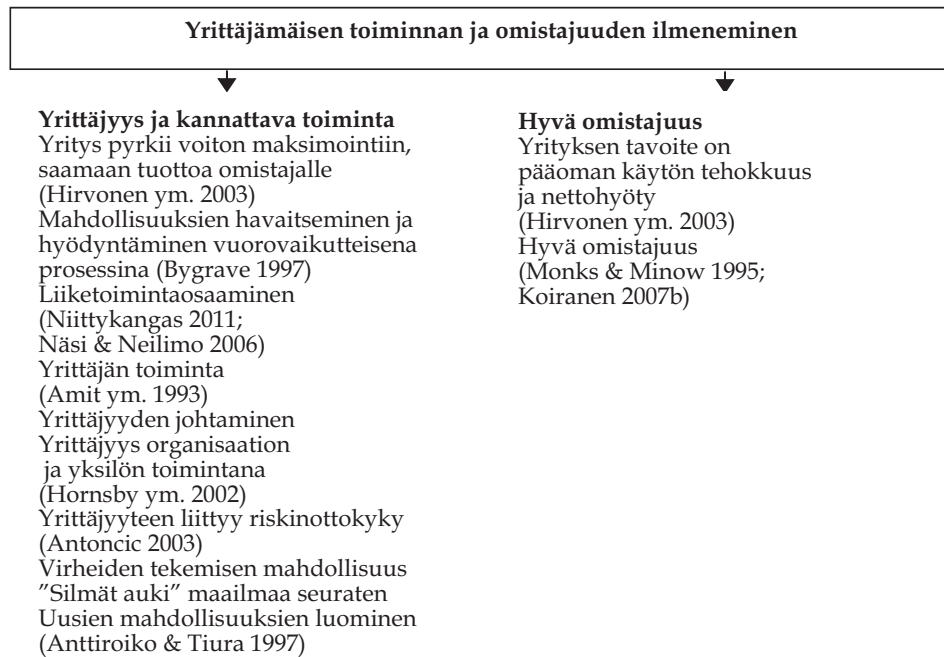 Yrittäjämäisen toiminnan ja omistajuuden ilmeneminen
Yrittäjyys ja kannattava toiminta
Yritys pyrkii voiton maksimointiin,
saamaan tuottoa omistajalle
(Hirvonen ym. 2003)
Mahdollisuuksien havaitseminen ja
hyödyntäminen vuorovaikutteisena
prosessina (Bygrave 1997)
Liiketoimintaosaaminen
(Niittykangas 2011;
Näsi & Neilimo 2006)
Yrittäjän toiminta
(Amit ym. 1993)
Yrittäjyyden johtaminen
Yrittäjyys organisaation
ja yksilön toimintana
(Hornsby ym. 2002)
Yrittäjyyteen liittyy riskinottokyky
(Antoncic 2003)
Virheiden tekemisen mahdollisuus
”Silmät auki” maailmaa seuraten
Uusien mahdollisuuksien luominen
(Anttiroiko & Tiura 1997)
Hyvä omistajuus
Yrityksen tavoite on
pääoman käytön tehokkuus
ja nettohyöty
(Hirvonen ym. 2003)
Hyvä omistajuus
(Monks & Minow 1995;
Koiranen 2007b)